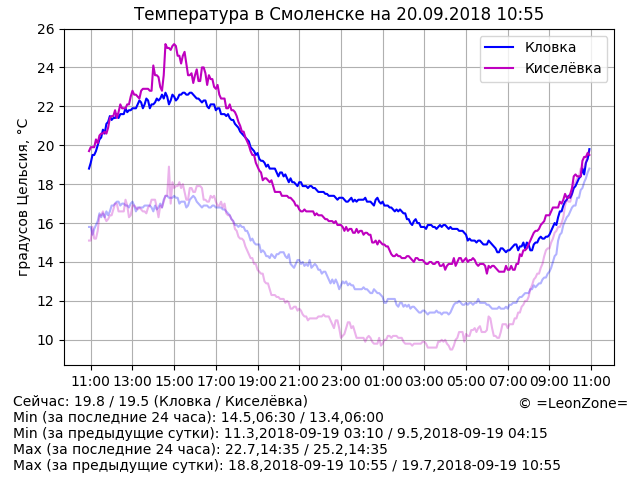 Температура в Смоленске на 20.09.2018 10:55
26
24
22
20
18
16
14
12
10
градусов Цельсия, °C
Кловка
Киселёвка
11:00 13:00 15:00 17:00 19:00 21:00 23:00 01:00 03:00 05:00 07:00 09:00 11:00
Сейчас: 19.8 / 19.5 (Кловка / Киселёвка)
© =LeonZone=
Min (за последние 24 часа): 14.5,06:30 / 13.4,06:00
Min (за предыдущие сутки): 11.3,2018-09-19 03:10 / 9.5,2018-09-19 04:15
Max (за последние 24 часа): 22.7,14:35 / 25.2,14:35
Max (за предыдущие сутки): 18.8,2018-09-19 10:55 / 19.7,2018-09-19 10:55